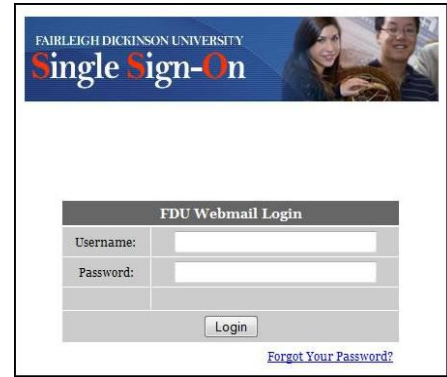 FAIRLEIGH DICKINSON UNIVERSITY
Single Sign-On
FDU Webmail Login
Username:
Password:
Login
Forgot Your Password?